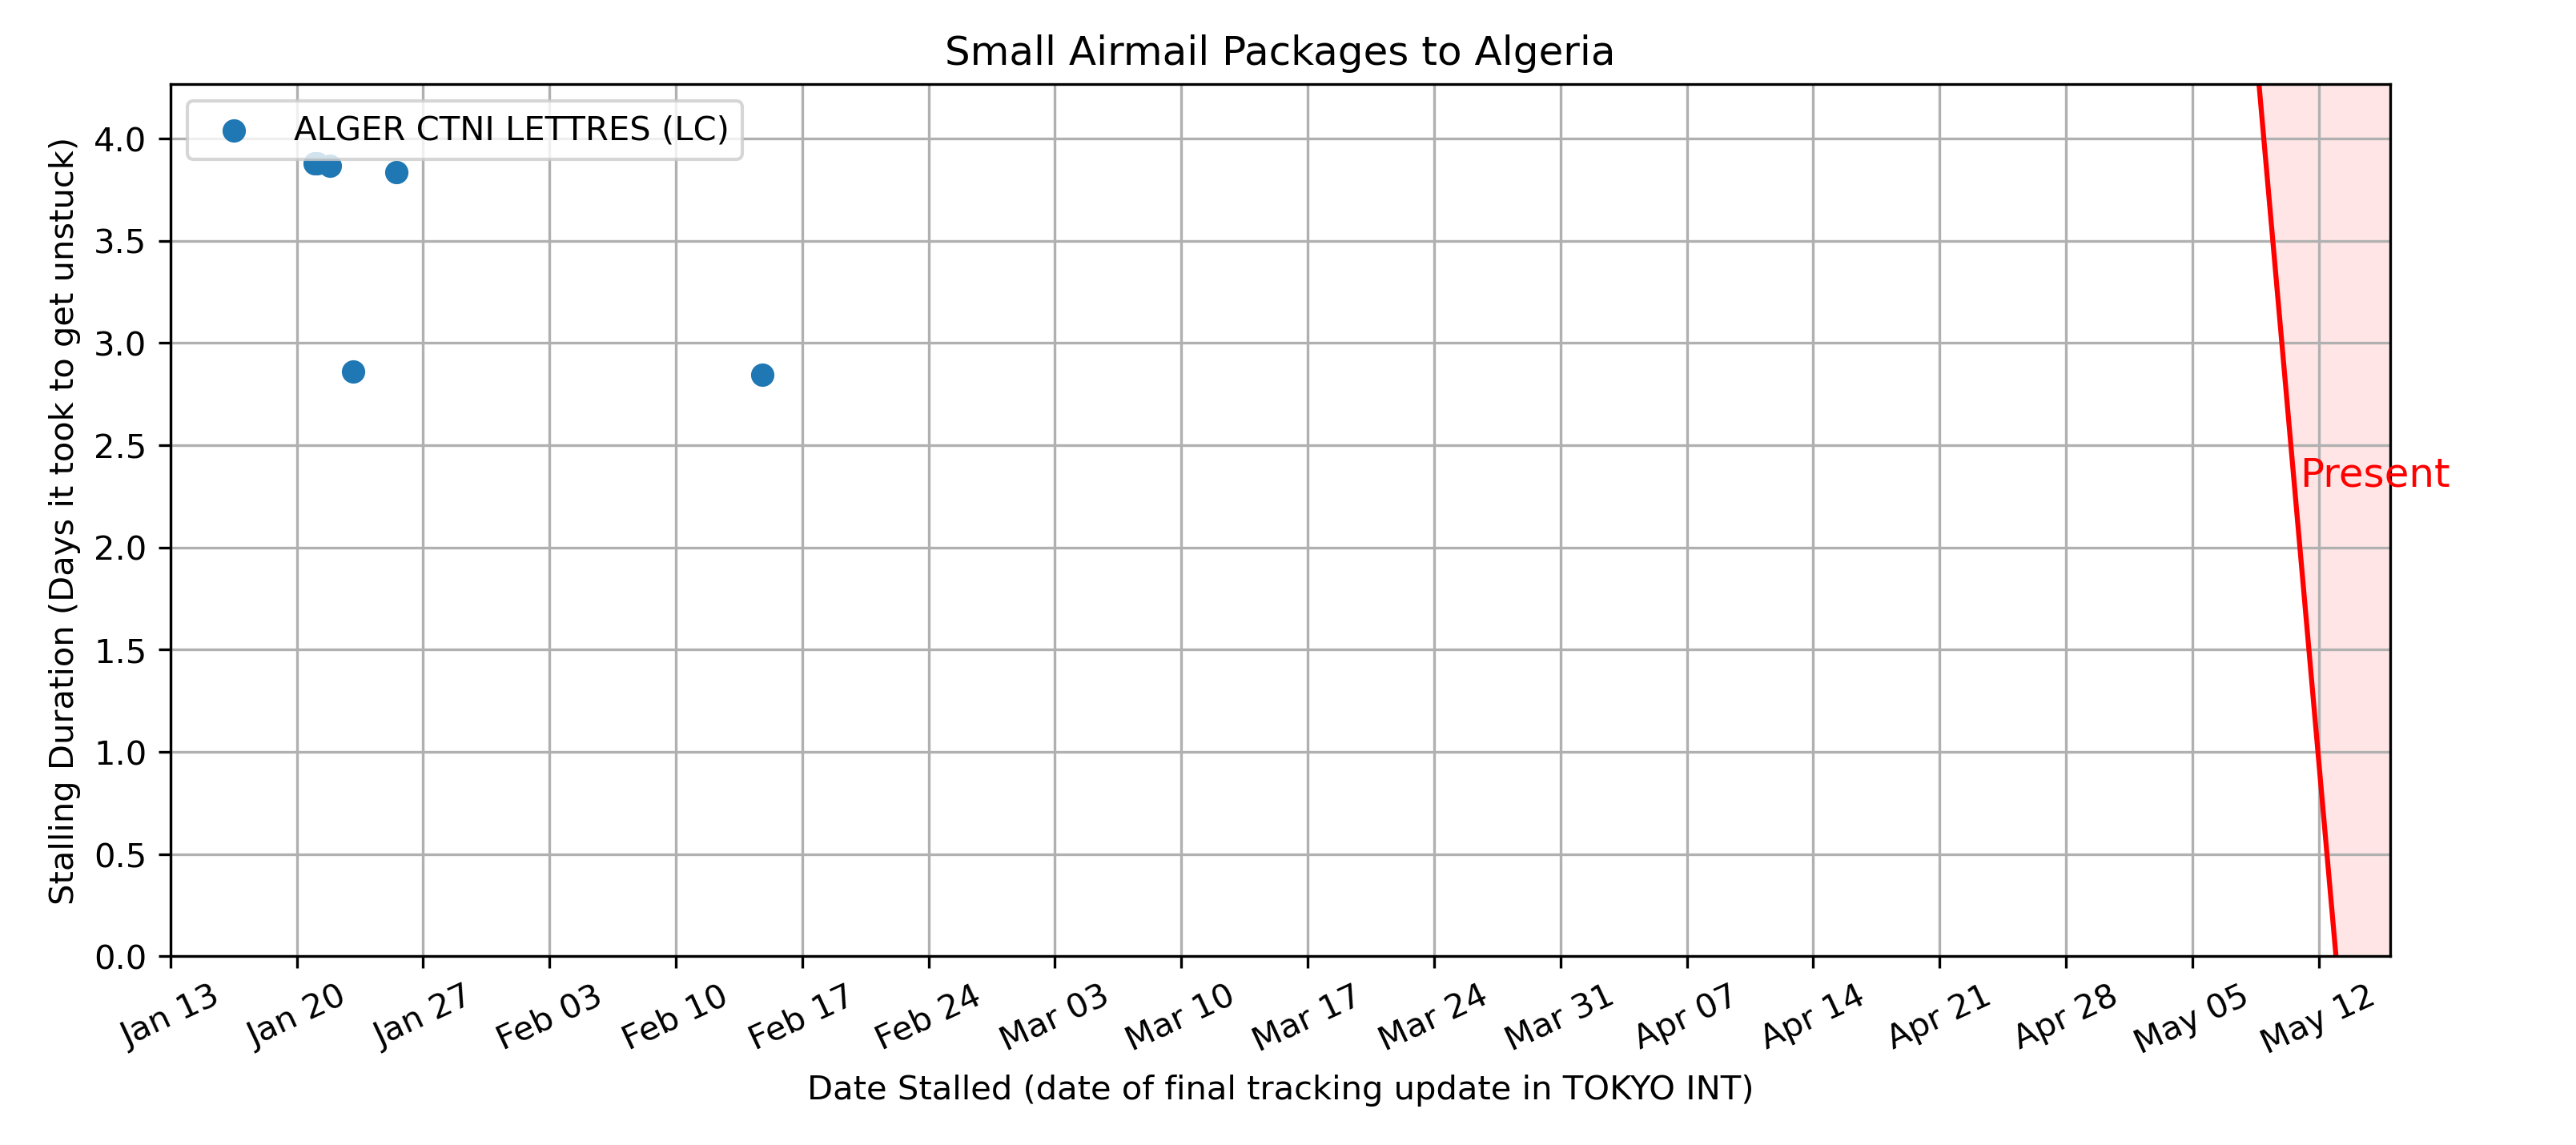 Small Airmail Packages to Algeria
ALGER CTNI LETTRES (LC)
Stalling Duration (Days it took to get unstuck)
4.0
3.5
3.0
2.5
2.0
1.5
1.0
0.5
0.0
Present
Jan 13 Jan 20 Jan 27 Feb 03 Feb 10 Feb 17 Feb 24 Mar 03 Mar 10 Mar 17 Mar 24 Mar 31 Apr 07 Apr 14 Apr 21 Apr 28 May 05 May 12
Date Stalled (date of final tracking update in TOKYO INT)